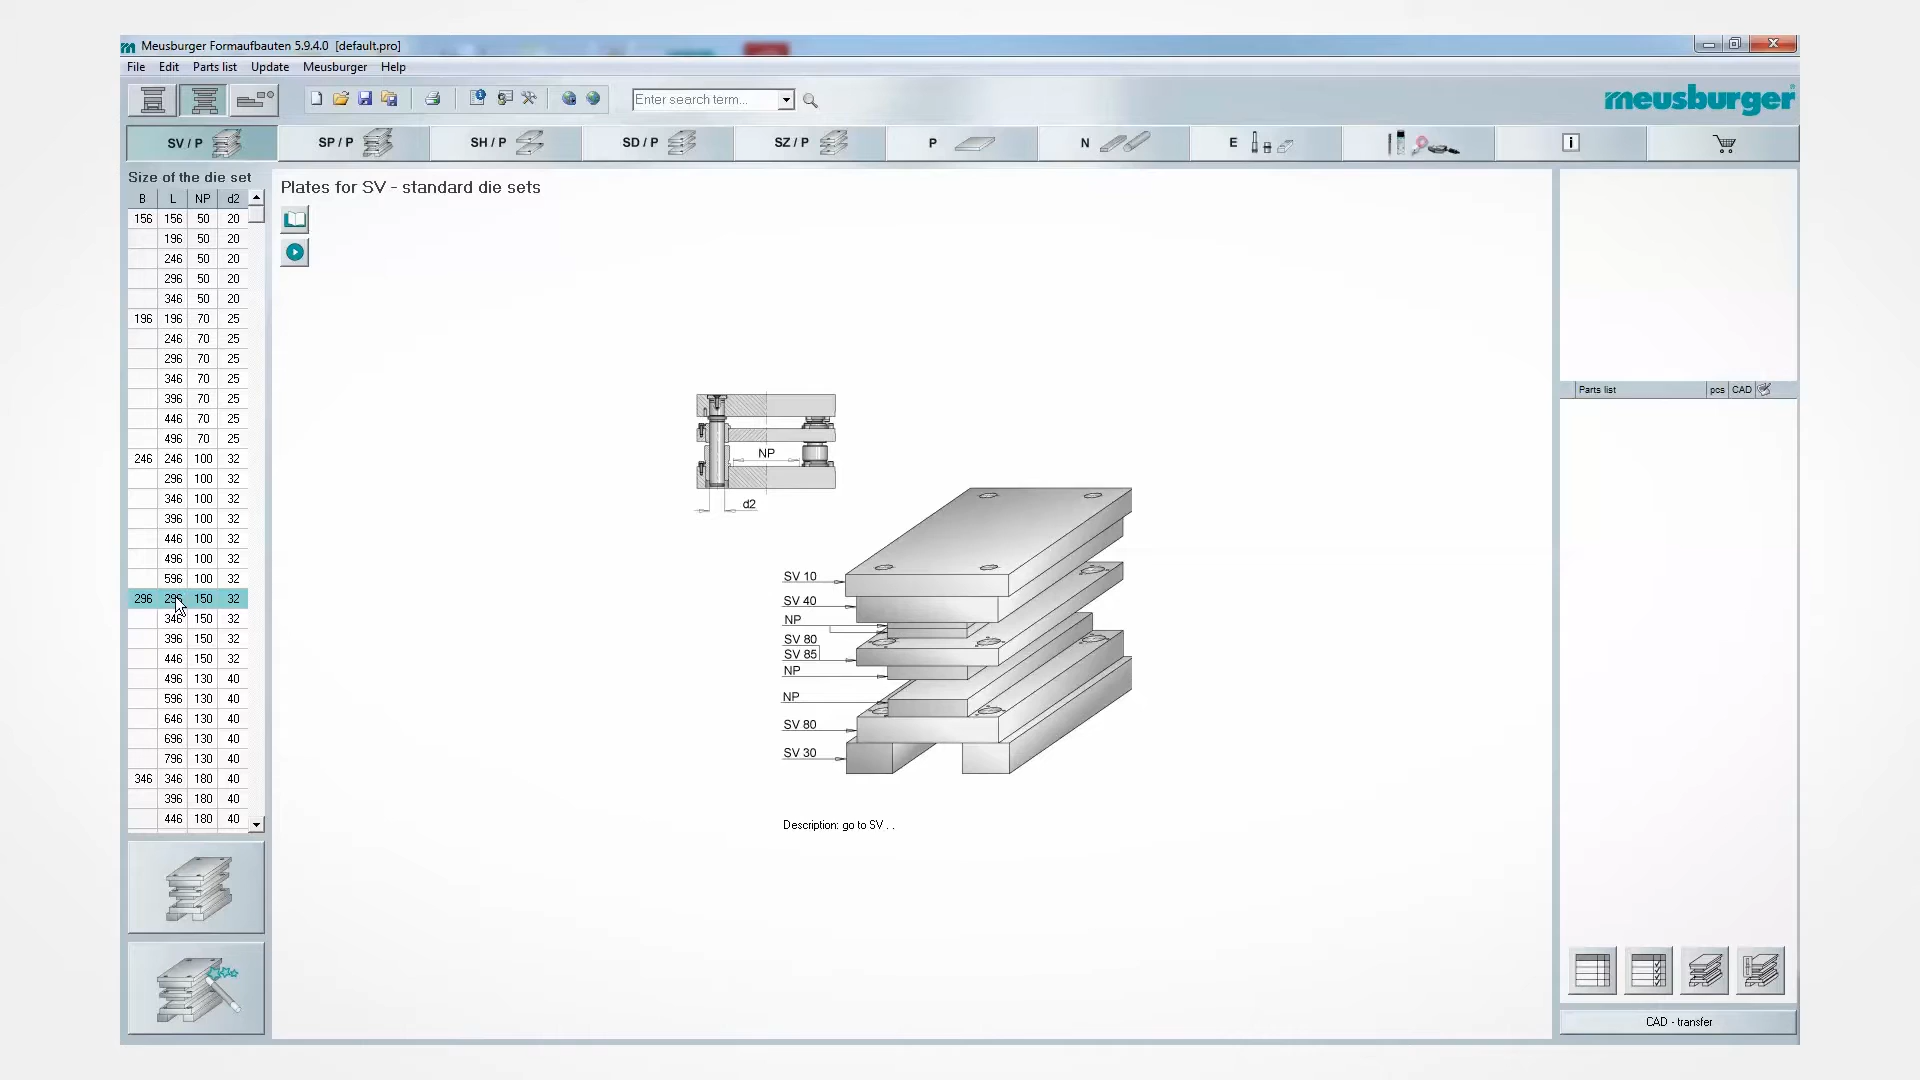 Meusburger Formaufbauten 5.9.4.0 [default.pro]
File Edit Parts list Update Meusburger Help
Enter search term...
meusburger
SV / P SP / P SH / P SD / P SZ / P P N E i
Size of the die set
B L NP d2
156 156 50 20
196 50 20
246 50 20
296 50 20
346 50 20
196 196 70 25
246 70 25
296 70 25
346 70 25
396 70 25
446 70 25
496 70 25
246 246 100 32
296 100 32
346 100 32
396 100 32
446 100 32
496 100 32
596 100 32
296 296 150 32
346 150 32
396 150 32
446 150 32
496 130 40
596 130 40
646 130 40
696 130 40
796 130 40
346 346 180 40
396 180 40
446 180 40
Plates for SV - standard die sets
NP
d2
SV 10
SV 40
NP
SV 80
SV 85
NP
NP
SV 80
SV 30
Description: go to SV . .
Parts list pcs CAD
CAD - transfer